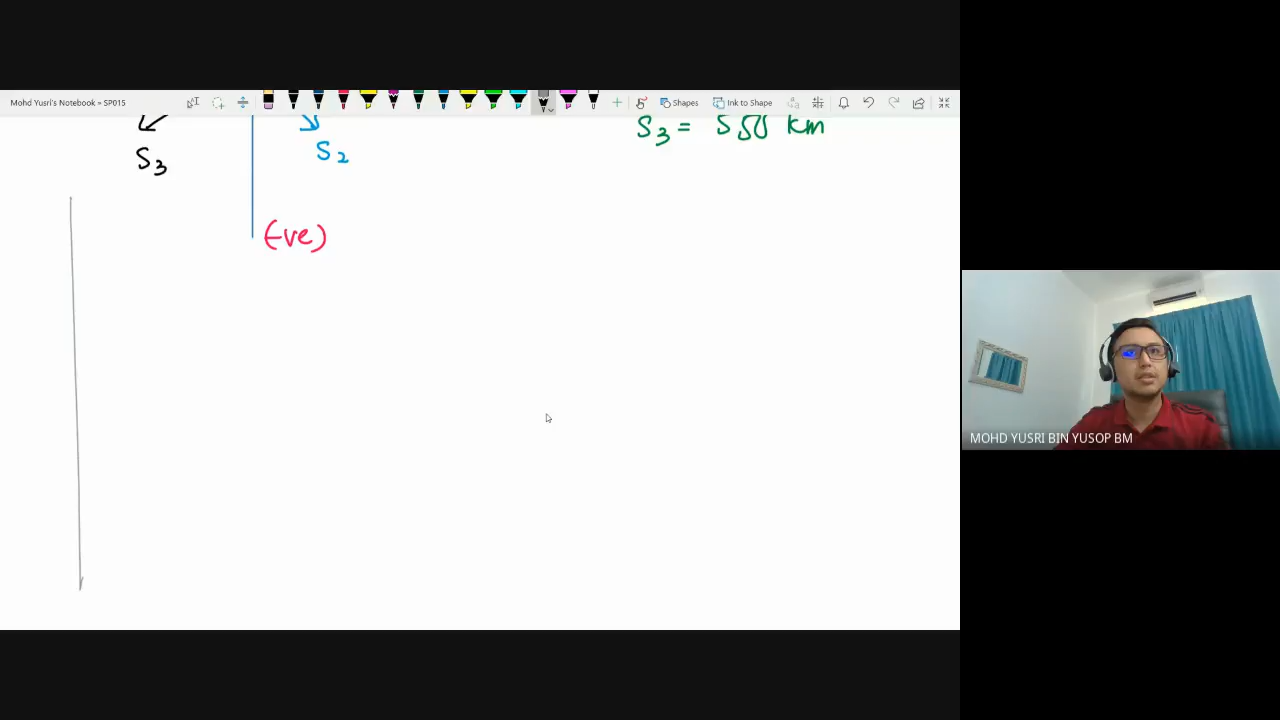 Mohd Yusri's Notebook » SP015
Shapes
Ink to Shape
S3 = 550 km
S3
S2
(-ve)
MOHD YUSRI BIN YUSOP BM